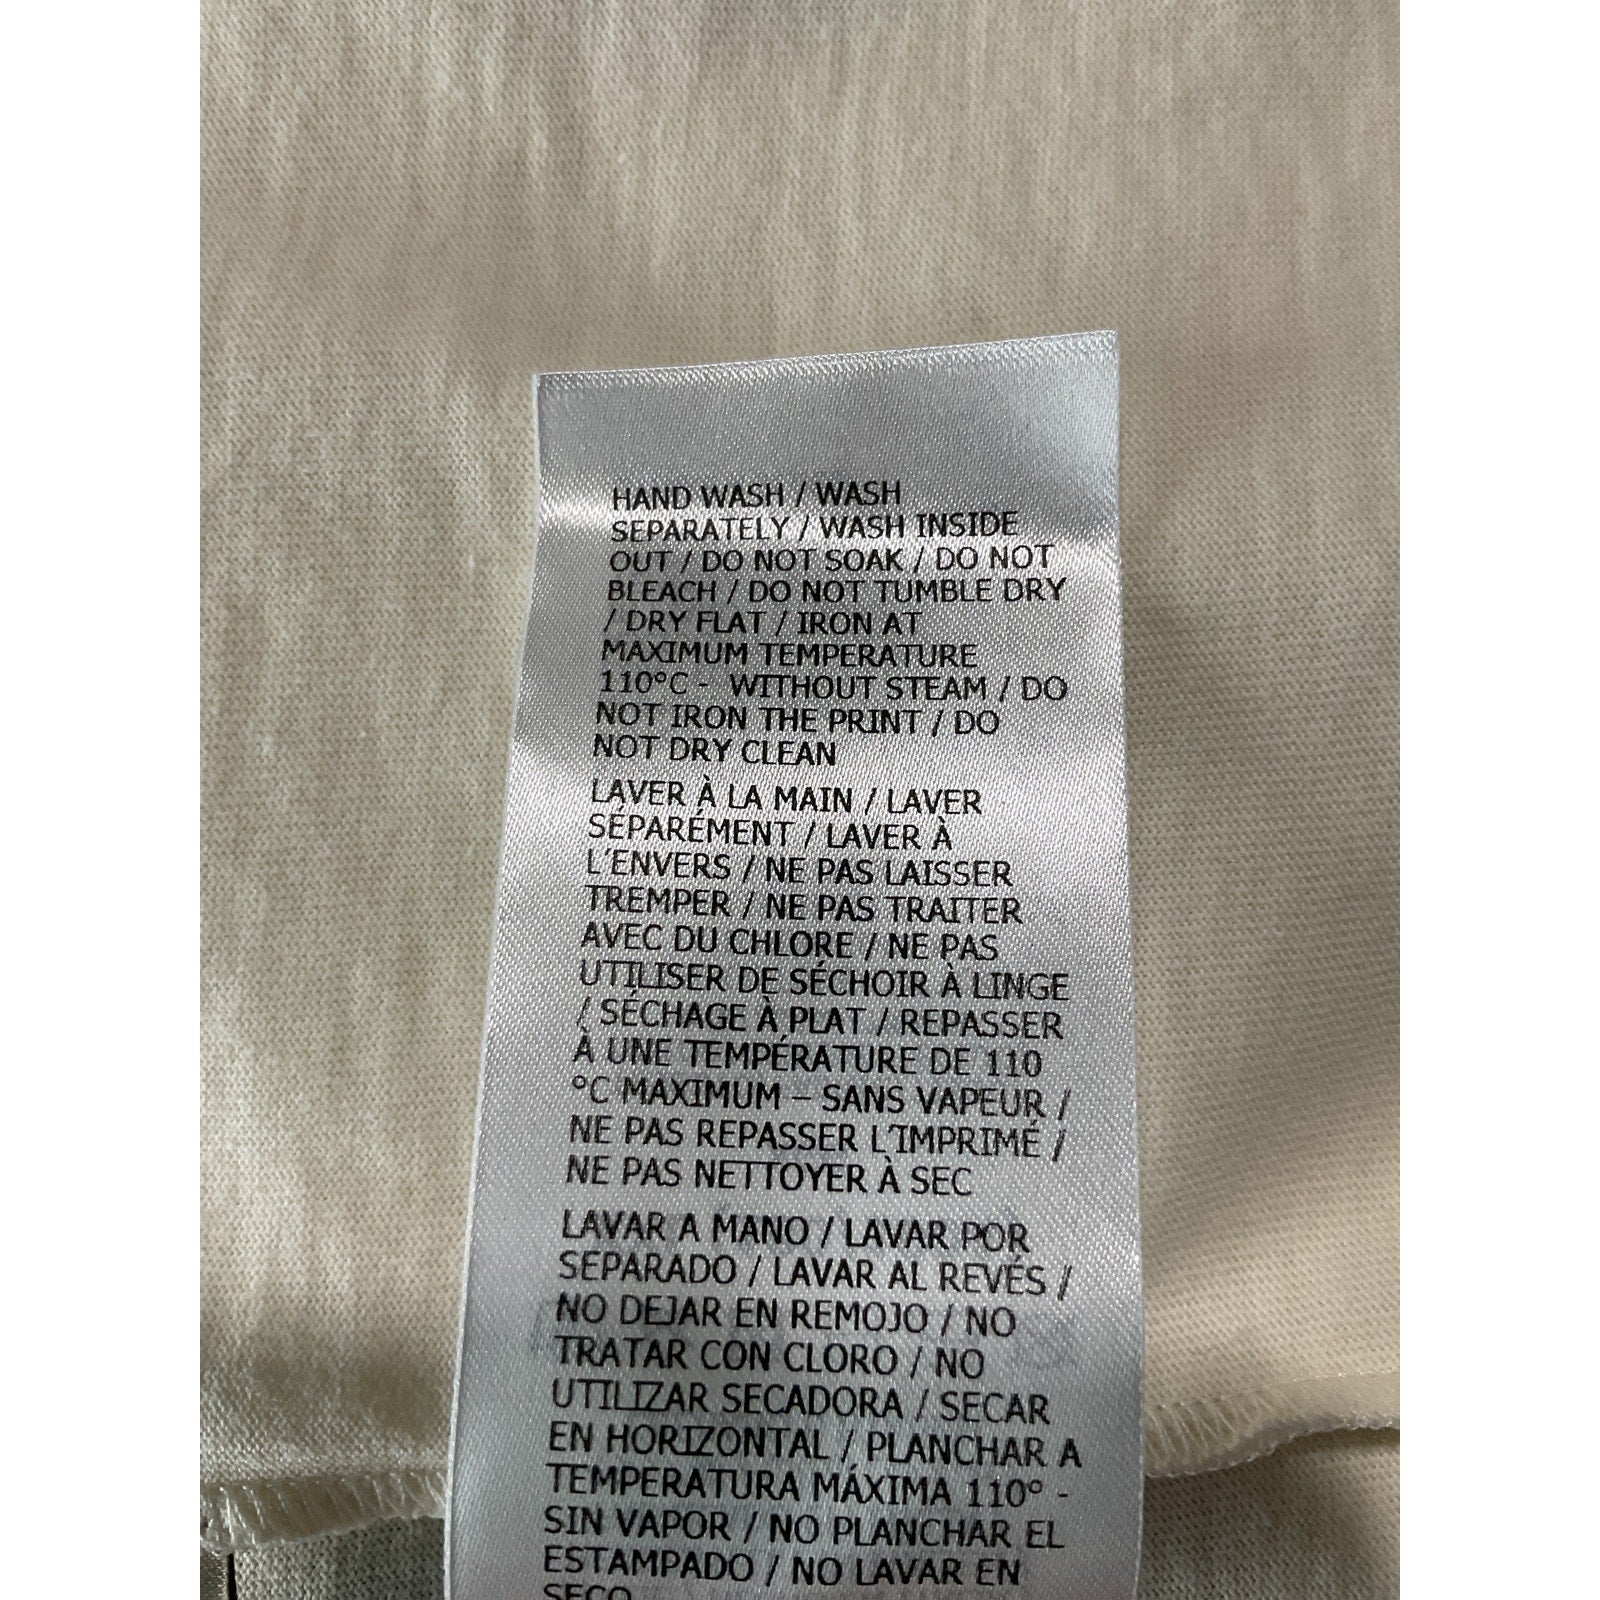 HAND WASH / WASH
SEPARATELY / WASH INSIDE
OUT / DO NOT SOAK / DO NOT
BLEACH / DO NOT TUMBLE DRY
/ DRY FLAT / IRON AT
MAXIMUM TEMPERATURE
110°C - WITHOUT STEAM / DO
NOT IRON THE PRINT / DO
NOT DRY CLEAN
LAVER À LA MAIN / LAVER
SÉPARÉMENT / LAVER À
L'ENVERS / NE PAS LAISSER
TREMPER / NE PAS TRAITER
AVEC DU CHLORE / NE PAS
UTILISER DE SÉCHOIR À LINGE
/ SÉCHAGE À PLAT / REPASSER
À UNE TEMPÉRATURE DE 110
°C MAXIMUM – SANS VAPEUR /
NE PAS REPASSER L'IMPRIMÉ /
NE PAS NETTOYER À SEC
LAVAR A MANO / LAVAR POR
SEPARADO / LAVAR AL REVÉS /
NO DEJAR EN REMOJO / NO
TRATAR CON CLORO / NO
UTILIZAR SECADORA / SECAR
EN HORIZONTAL / PLANCHAR A
TEMPERATURA MÁXIMA 110° -
SIN VAPOR / NO PLANCHAR EL
ESTAMPADO / NO LAVAR EN
SECO